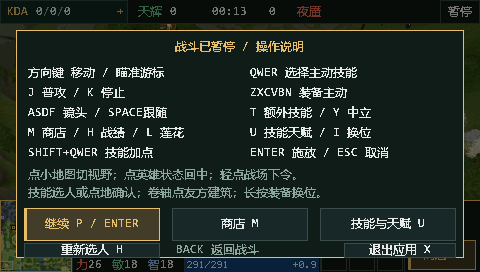 KDA 0/0/0 + 天辉 0 00:13 0 夜魇 暂停
战斗已暂停 / 操作说明
方向键 移动 / 瞄准游标 QWER 选择主动技能
J 普攻 / K 停止 ZXCVBN 装备主动
ASDF 镜头 / SPACE跟随 T 额外技能 / Y 中立
M 商店 / H 战绩 / L 莲花 U 技能天赋 / I 换位
SHIFT+QWER 技能加点 ENTER 施放 / ESC 取消
点小地图切视野；点英雄状态回中；轻点战场下令。
技能选人或点地确认；卷轴点友方建筑；长按装备换位。
继续 P / ENTER 商店 M 技能与天赋 U
重新选人 H BACK 返回战斗 退出应用 X
力26 敏18 智18 291/291 +0.9